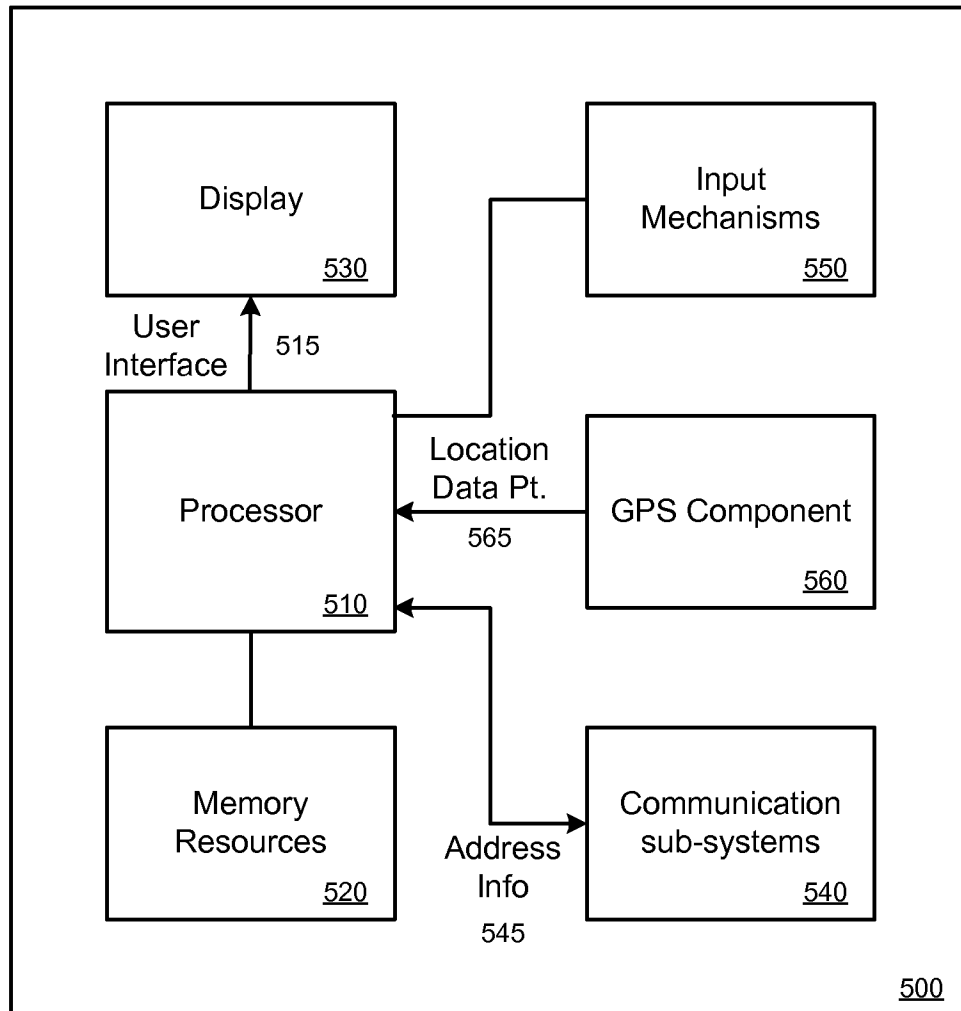 Display
530
Input
Mechanisms
550
User
Interface
515
Processor
510
Location
Data Pt.
565
GPS Component
560
Memory
Resources
520
Address
Info
545
Communication
sub-systems
540
500